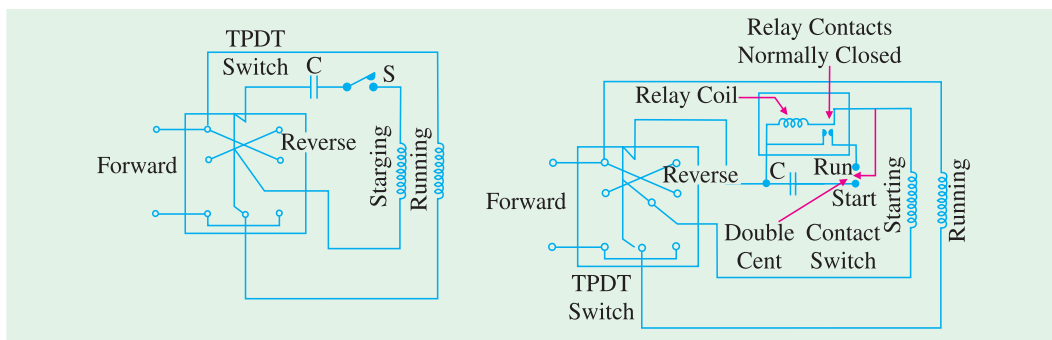 TPDT
Switch
C
S
Forward
Reverse
Starging
Running
Relay Contacts
Normally Closed
Relay Coil
Forward
Reverse
C
Run
Start
Starting
Running
Double Contact
Cent Switch
TPDT
Switch